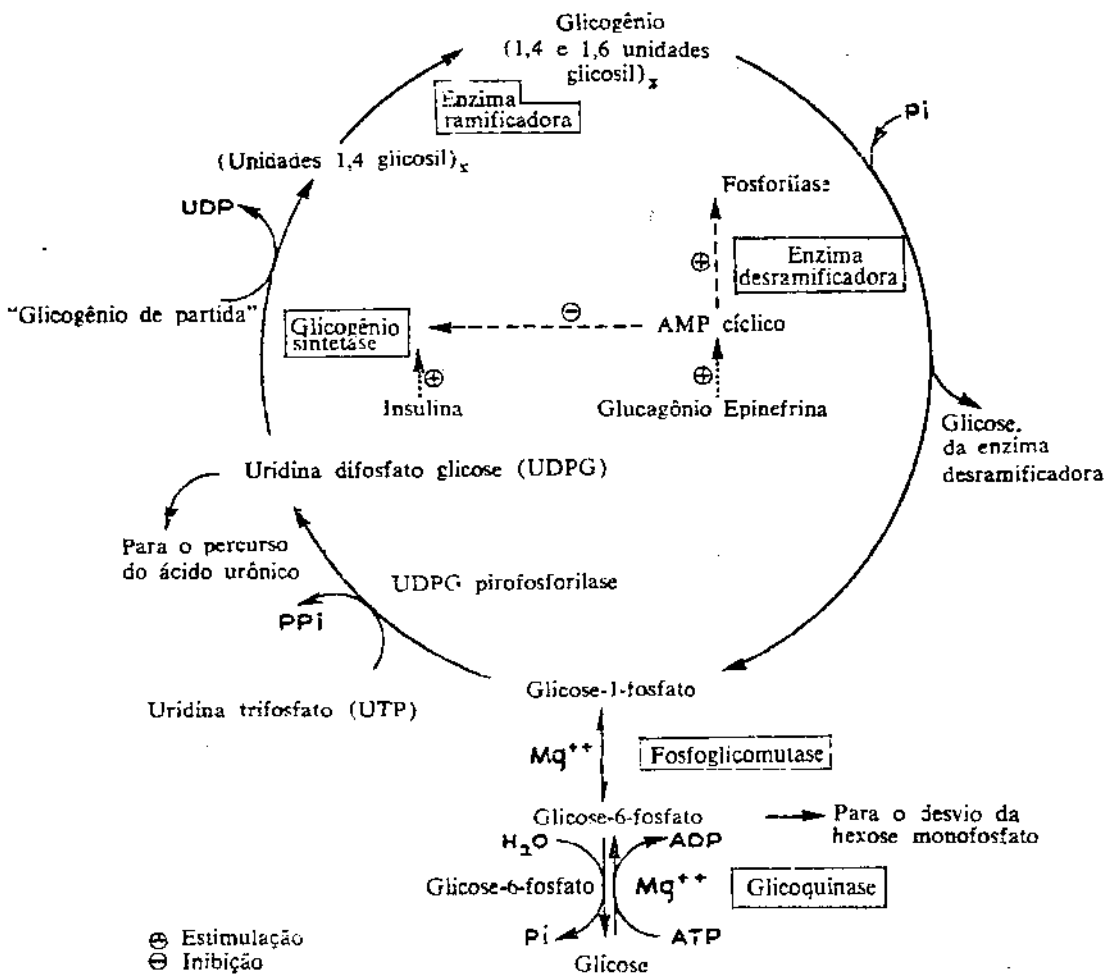 Glicogênio
(1,4 e 1,6 unidades
glicosil)x
Enzima
ramificadora
Pi
(Unidades 1,4 glicosil)x
Fosforilase
UDP
Enzima
desramificadora
"Glicogênio de partida"
Glicogênio
sintetáse
AMP cíclico
Insulina
Glucagônio Epinefrina
Glicose.
da enzima
desramificadora
Uridina difosfato glicose (UDPG)
Para o percurso
do ácido urônico
UDPG pirofosforilase
PPi
Glicose-1-fosfato
Uridina trifosfato (UTP)
Mg++
Fosfoglicomutase
Glicose-6-fosfato
Para o desvio da
hexose monofosfato
H2O
ADP
Glicose-6-fosfato
Mg++
Glicoquinase
Pi
ATP
Glicose
⊕ Estimulação
⊖ Inibição